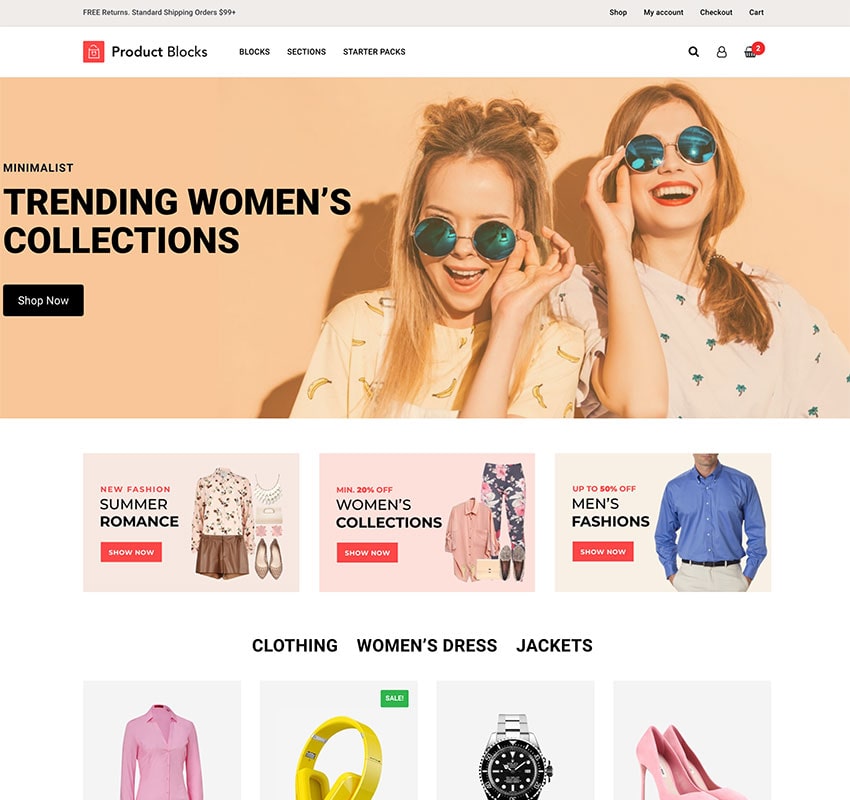 FREE Returns. Standard Shipping Orders $99+
Shop My account Checkout Cart
Product Blocks
BLOCKS SECTIONS STARTER PACKS
2
MINIMALIST
TRENDING WOMEN’S
COLLECTIONS
Shop Now
NEW FASHION
SUMMER
ROMANCE
SHOW NOW
MIN. 20% OFF
WOMEN’S
COLLECTIONS
SHOW NOW
UP TO 50% OFF
MEN’S
FASHIONS
SHOW NOW
CLOTHING WOMEN’S DRESS JACKETS
SALE!